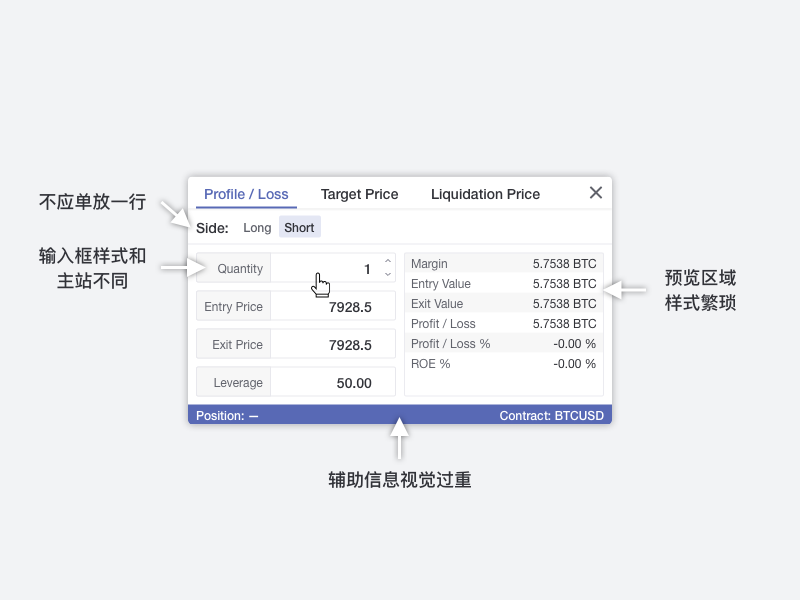 Profile / Loss
Target Price
Liquidation Price
不应单放一行
Side:
Long
Short
输入框样式和
主站不同
Quantity
1
Entry Price
7928.5
Exit Price
7928.5
Leverage
50.00
Margin 5.7538 BTC
Entry Value 5.7538 BTC
Exit Value 5.7538 BTC
Profit / Loss 5.7538 BTC
Profit / Loss % -0.00 %
ROE % -0.00 %
预览区域
样式繁琐
Position: –
Contract: BTCUSD
辅助信息视觉过重